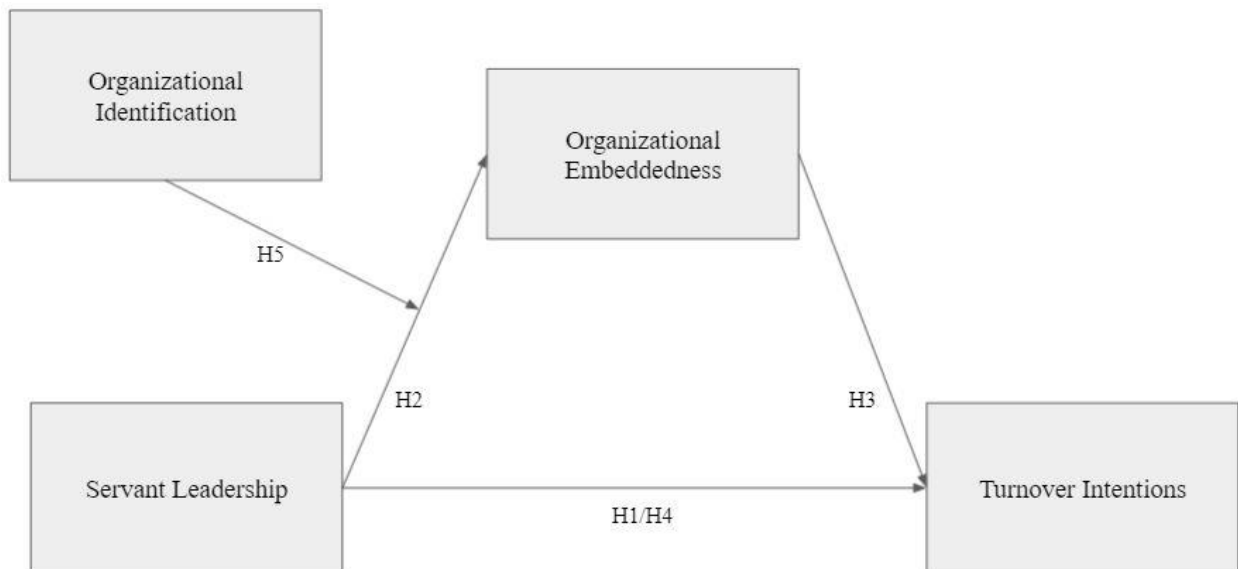 Organizational
Identification
Organizational
Embeddedness
H5
H2
H3
Servant Leadership
Turnover Intentions
H1/H4